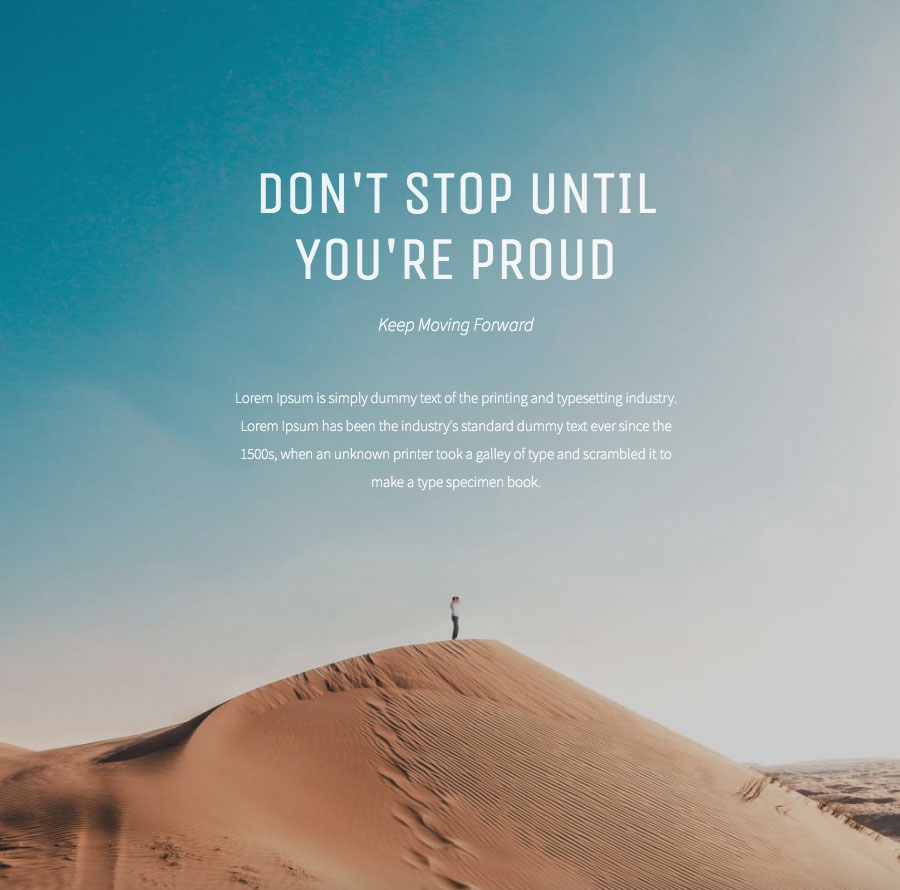 DON'T STOP UNTIL
YOU'RE PROUD
Keep Moving Forward
Lorem Ipsum is simply dummy text of the printing and typesetting industry.
Lorem Ipsum has been the industry's standard dummy text ever since the
1500s, when an unknown printer took a galley of type and scrambled it to
make a type specimen book.